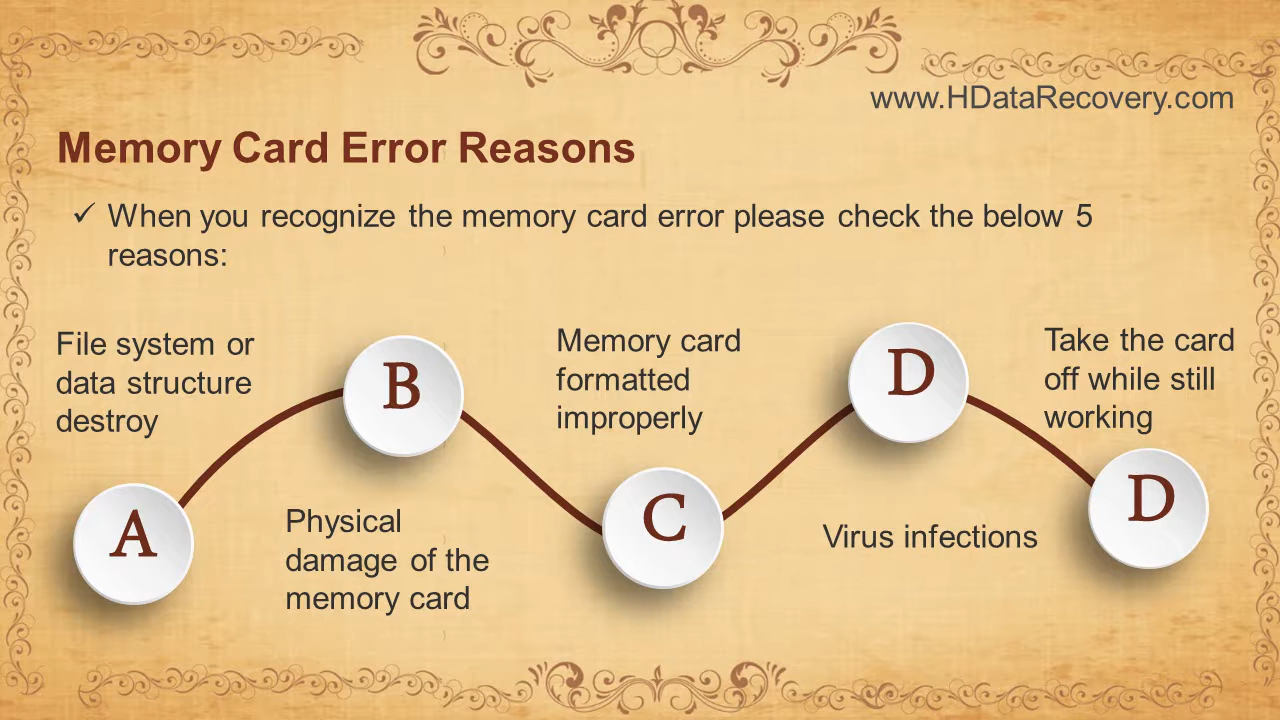 www.HDataRecovery.com
Memory Card Error Reasons
When you recognize the memory card error please check the below 5
reasons:
File system or
data structure
destroy
A
B
Physical
damage of the
memory card
Memory card
formatted
improperly
C
D
Virus infections
Take the card
off while still
working
D